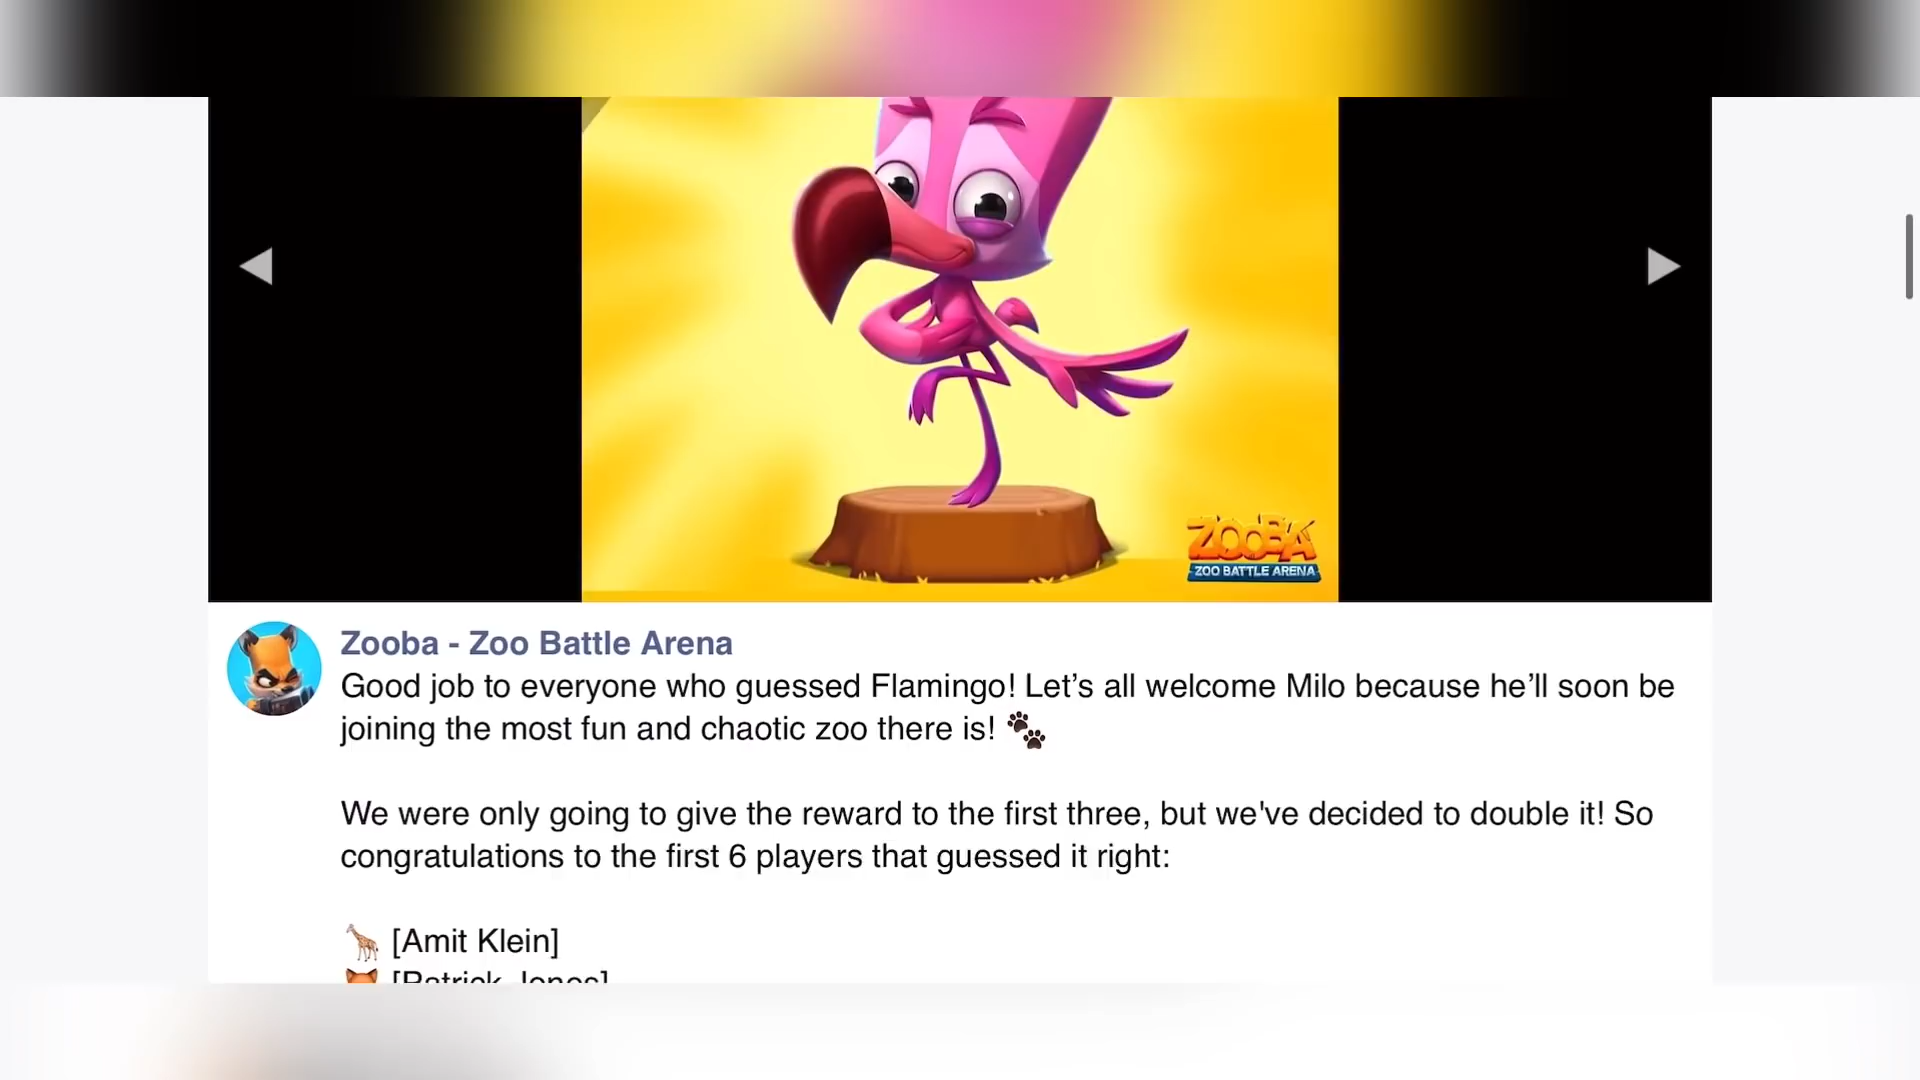 ZOOBA
ZOO BATTLE ARENA
Zooba - Zoo Battle Arena
Good job to everyone who guessed Flamingo! Let’s all welcome Milo because he’ll soon be
joining the most fun and chaotic zoo there is! 🐾
We were only going to give the reward to the first three, but we've decided to double it! So
congratulations to the first 6 players that guessed it right:
🦒 [Amit Klein]
🦊 [Patrick Jones]